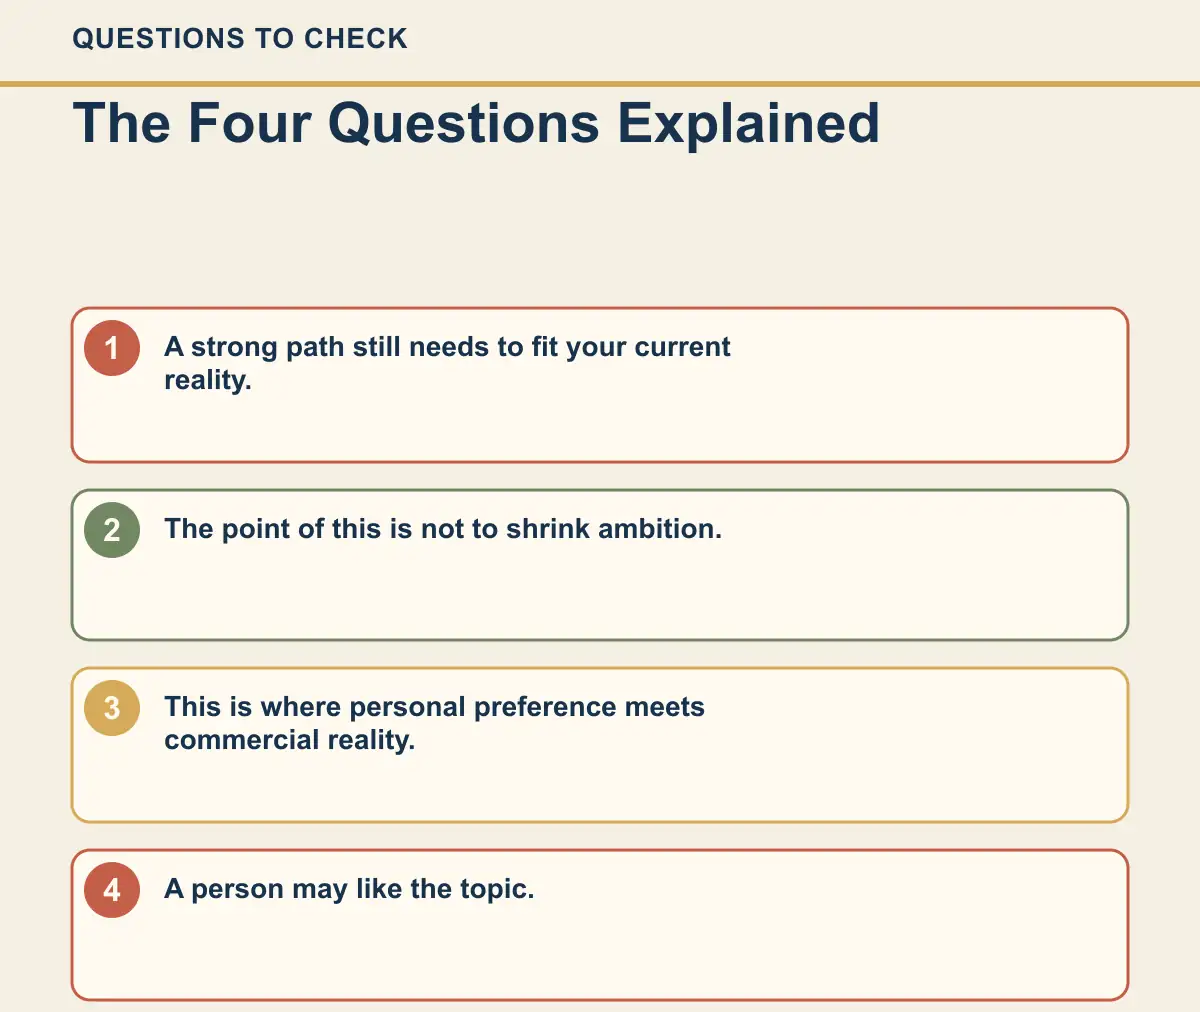 QUESTIONS TO CHECK
The Four Questions Explained
1
A strong path still needs to fit your current
reality.
2
The point of this is not to shrink ambition.
3
This is where personal preference meets
commercial reality.
4
A person may like the topic.